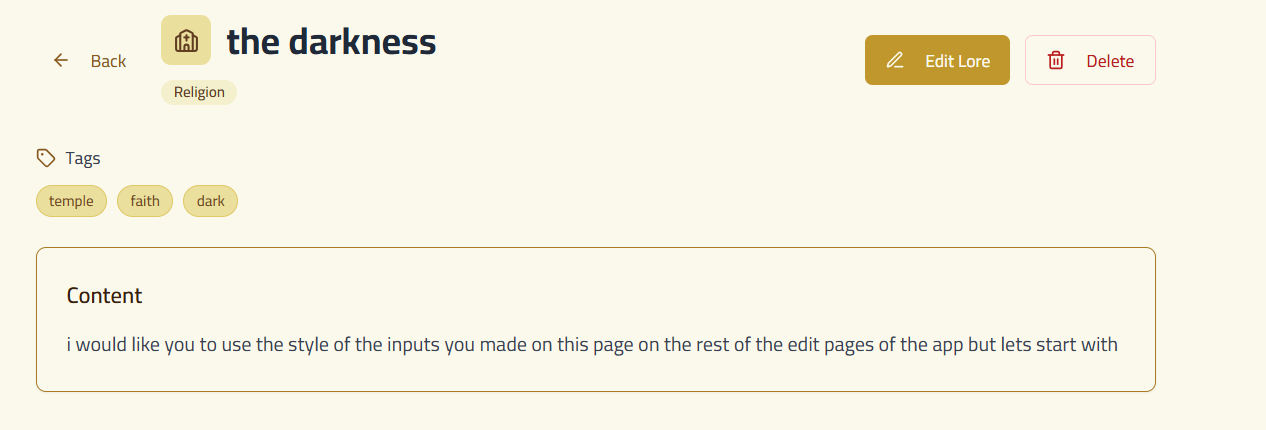 Back
the darkness
Religion
Edit Lore
Delete
Tags
temple
faith
dark
Content
i would like you to use the style of the inputs you made on this page on the rest of the edit pages of the app but lets start with